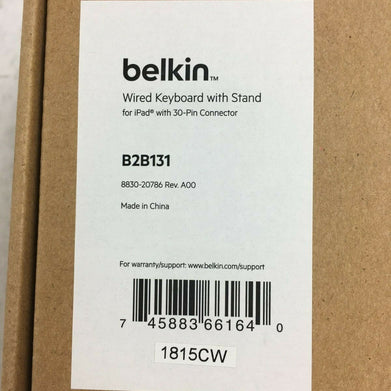 belkin™
Wired Keyboard with Stand
for iPad® with 30-Pin Connector
B2B131
8830-20786 Rev. A00
Made in China
For warranty/support: www.belkin.com/support
7 45883 66164 0
1815CW